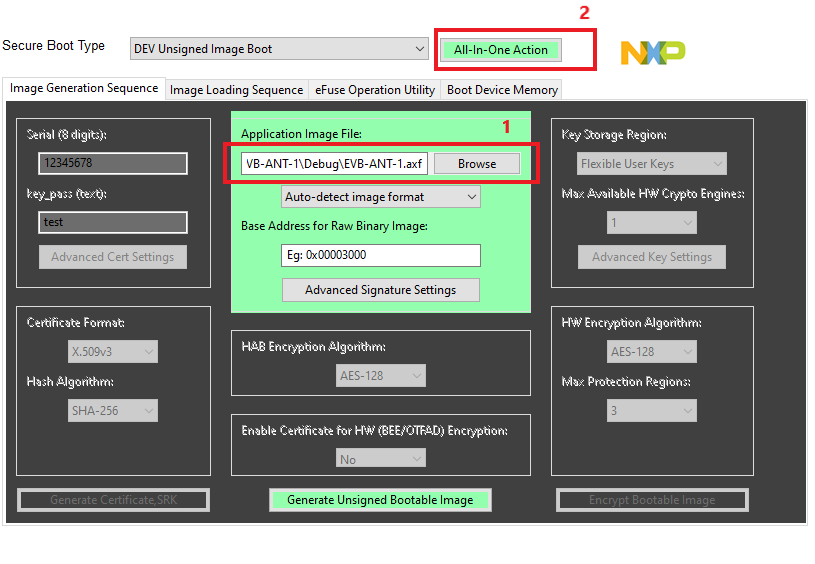 2
Secure Boot Type
DEV Unsigned Image Boot
All-In-One Action
NXP
Image Generation Sequence
Image Loading Sequence
eFuse Operation Utility
Boot Device Memory
Serial (8 digits):
12345678
key_pass (text):
test
Advanced Cert Settings
1
Application Image File:
VB-ANT-1\Debug\EVB-ANT-1.axf
Browse
Auto-detect image format
Base Address for Raw Binary Image:
Eg: 0x00003000
Advanced Signature Settings
Key Storage Region:
Flexible User Keys
Max Available HW Crypto Engines:
1
Advanced Key Settings
Certificate Format:
X.509v3
Hash Algorithm:
SHA-256
HAB Encryption Algorithm:
AES-128
Enable Certificate for HW (BEE/OTFAD) Encryption:
No
HW Encryption Algorithm:
AES-128
Max Protection Regions:
3
Generate Certificate,SRK
Generate Unsigned Bootable Image
Encrypt Bootable Image